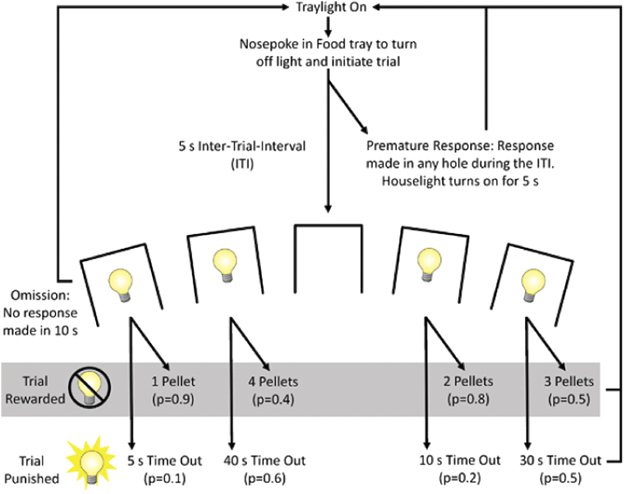 Traylight On
Nosepoke in Food tray to turn
off light and initiate trial
5 s Inter-Trial-Interval
(ITI)
Premature Response: Response
made in any hole during the ITI.
Houselight turns on for 5 s
Omission:
No response
made in 10 s
Trial
Rewarded
1 Pellet
(p=0.9)
4 Pellets
(p=0.4)
2 Pellets
(p=0.8)
3 Pellets
(p=0.5)
Trial
Punished
5 s Time Out
(p=0.1)
40 s Time Out
(p=0.6)
10 s Time Out
(p=0.2)
30 s Time Out
(p=0.5)